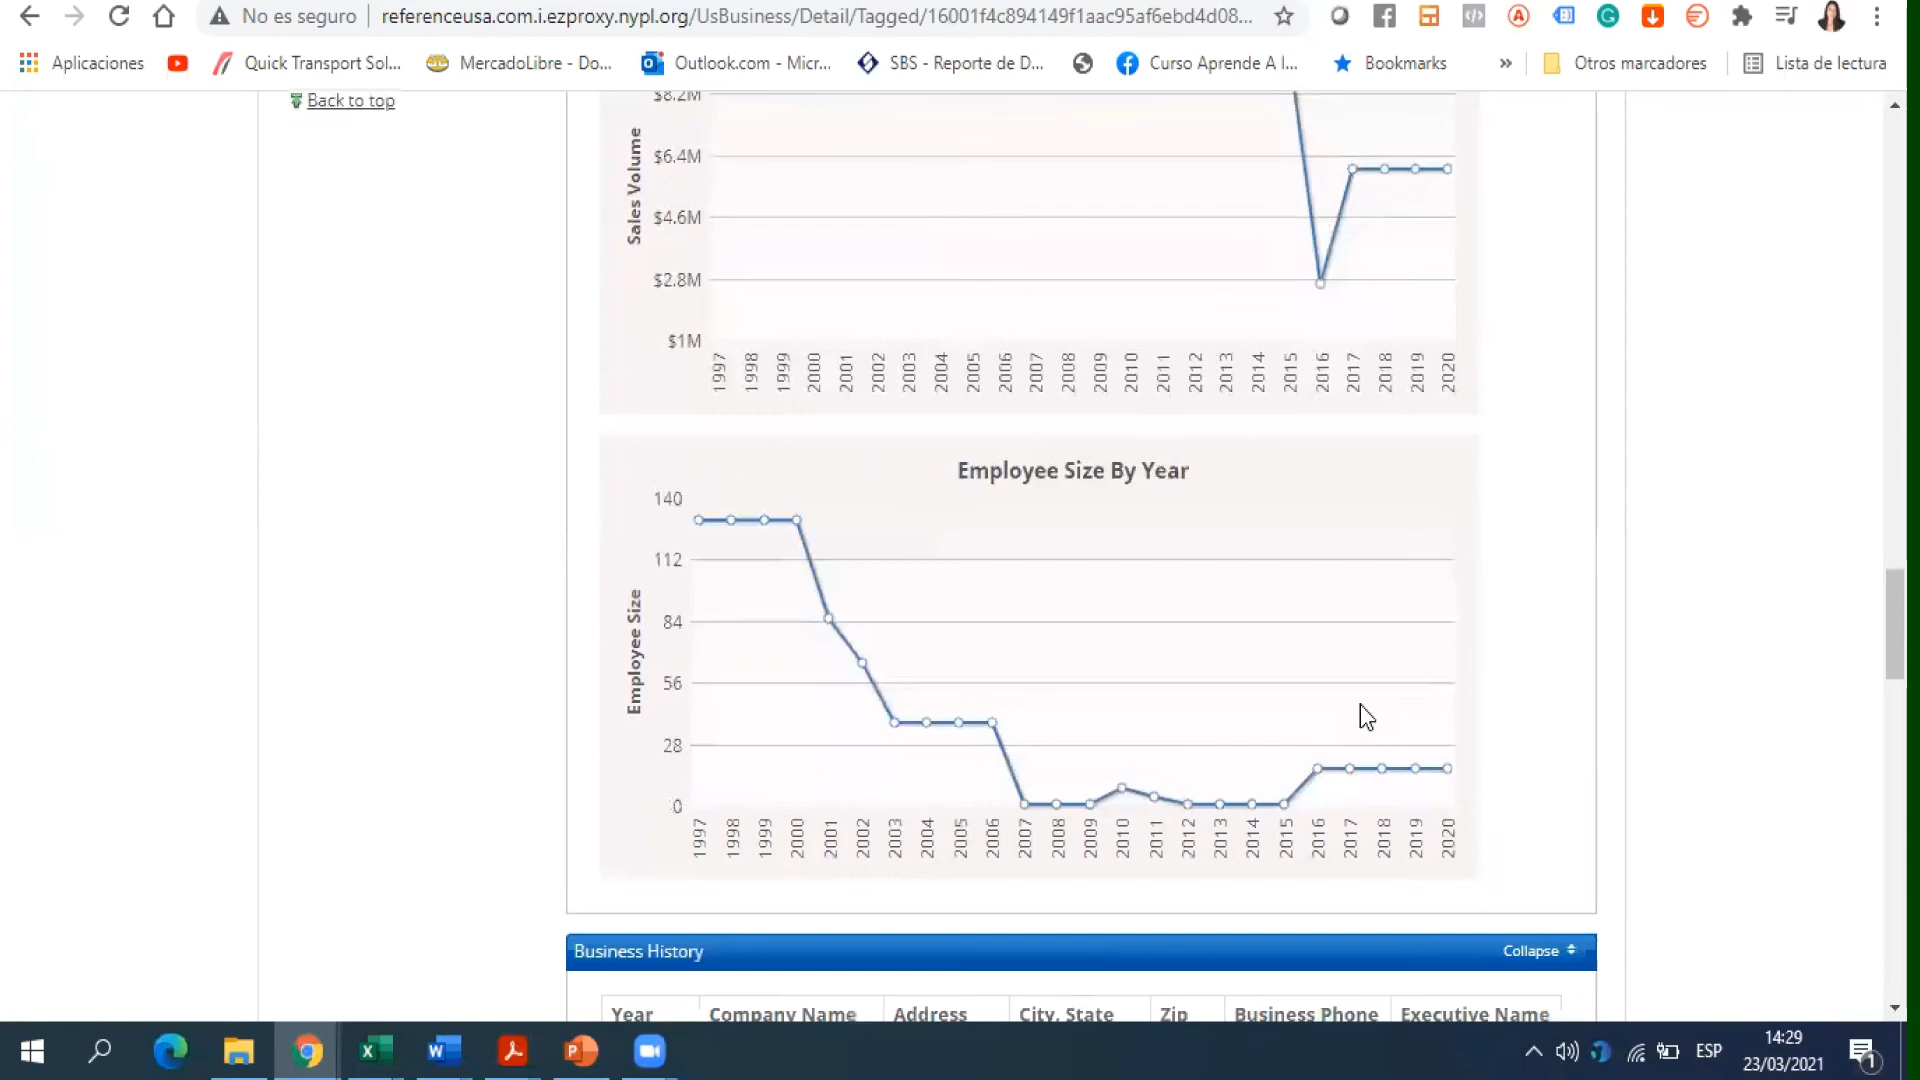 No es seguro | referenceusa.com.i.ezproxy.nypl.org/UsBusiness/Detail/Tagged/16001f4c894149f1aac95af6ebd4d08...
Aplicaciones Quick Transport Sol... MercadoLibre - Do... Outlook.com - Micr... SBS - Reporte de D... Curso Aprende A I... Bookmarks » Otros marcadores Lista de lectura
Back to top
Sales Volume
$8.2M
$6.4M
$4.6M
$2.8M
$1M
1997 1998 1999 2000 2001 2002 2003 2004 2005 2006 2007 2008 2009 2010 2011 2012 2013 2014 2015 2016 2017 2018 2019 2020
Employee Size By Year
Employee Size
140
112
84
56
28
0
1997 1998 1999 2000 2001 2002 2003 2004 2005 2006 2007 2008 2009 2010 2011 2012 2013 2014 2015 2016 2017 2018 2019 2020
Business History Collapse
Year Company Name Address City, State Zip Business Phone Executive Name
ESP
14:29
23/03/2021
1